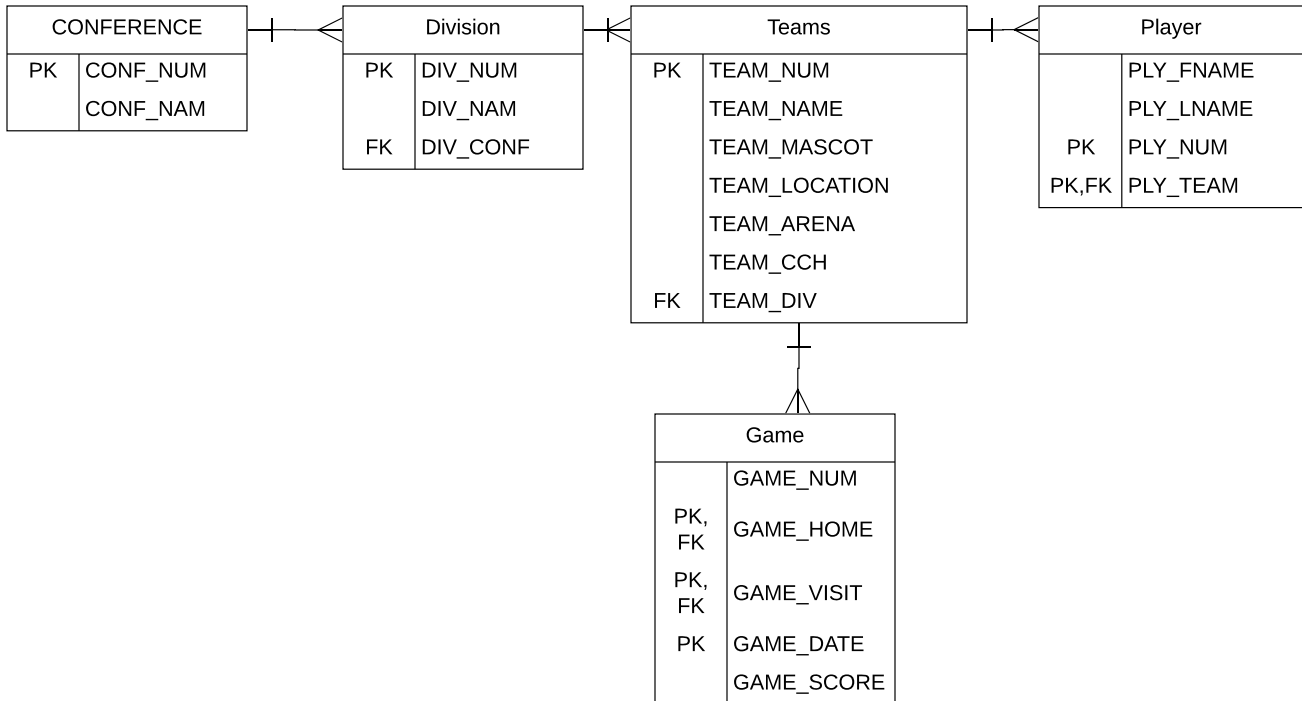 CONFERENCE
PK CONF_NUM
CONF_NAM
Division
PK DIV_NUM
DIV_NAM
FK DIV_CONF
Teams
PK TEAM_NUM
TEAM_NAME
TEAM_MASCOT
TEAM_LOCATION
TEAM_ARENA
TEAM_CCH
FK TEAM_DIV
Player
PLY_FNAME
PLY_LNAME
PK PLY_NUM
PK,FK PLY_TEAM
Game
GAME_NUM
PK,
FK GAME_HOME
PK,
FK GAME_VISIT
PK GAME_DATE
GAME_SCORE